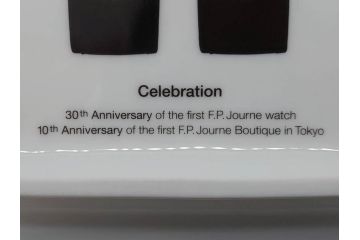 Celebration
30th Anniversary of the first F.P. Journe watch
10th Anniversary of the first F.P. Journe Boutique in Tokyo